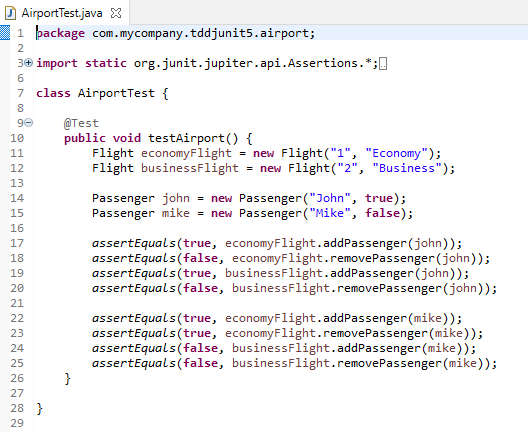 AirportTest.java
1 package com.mycompany.tddjunit5.airport;
2
3 import static org.junit.jupiter.api.Assertions.*;
6
7 class AirportTest {
8
9 @Test
10 public void testAirport() {
11 Flight economyFlight = new Flight("1", "Economy");
12 Flight businessFlight = new Flight("2", "Business");
13
14 Passenger john = new Passenger("John", true);
15 Passenger mike = new Passenger("Mike", false);
16
17 assertEquals(true, economyFlight.addPassenger(john));
18 assertEquals(false, economyFlight.removePassenger(john));
19 assertEquals(true, businessFlight.addPassenger(john));
20 assertEquals(false, businessFlight.removePassenger(john));
21
22 assertEquals(true, economyFlight.addPassenger(mike));
23 assertEquals(true, economyFlight.removePassenger(mike));
24 assertEquals(false, businessFlight.addPassenger(mike));
25 assertEquals(false, businessFlight.removePassenger(mike));
26 }
27
28 }
29